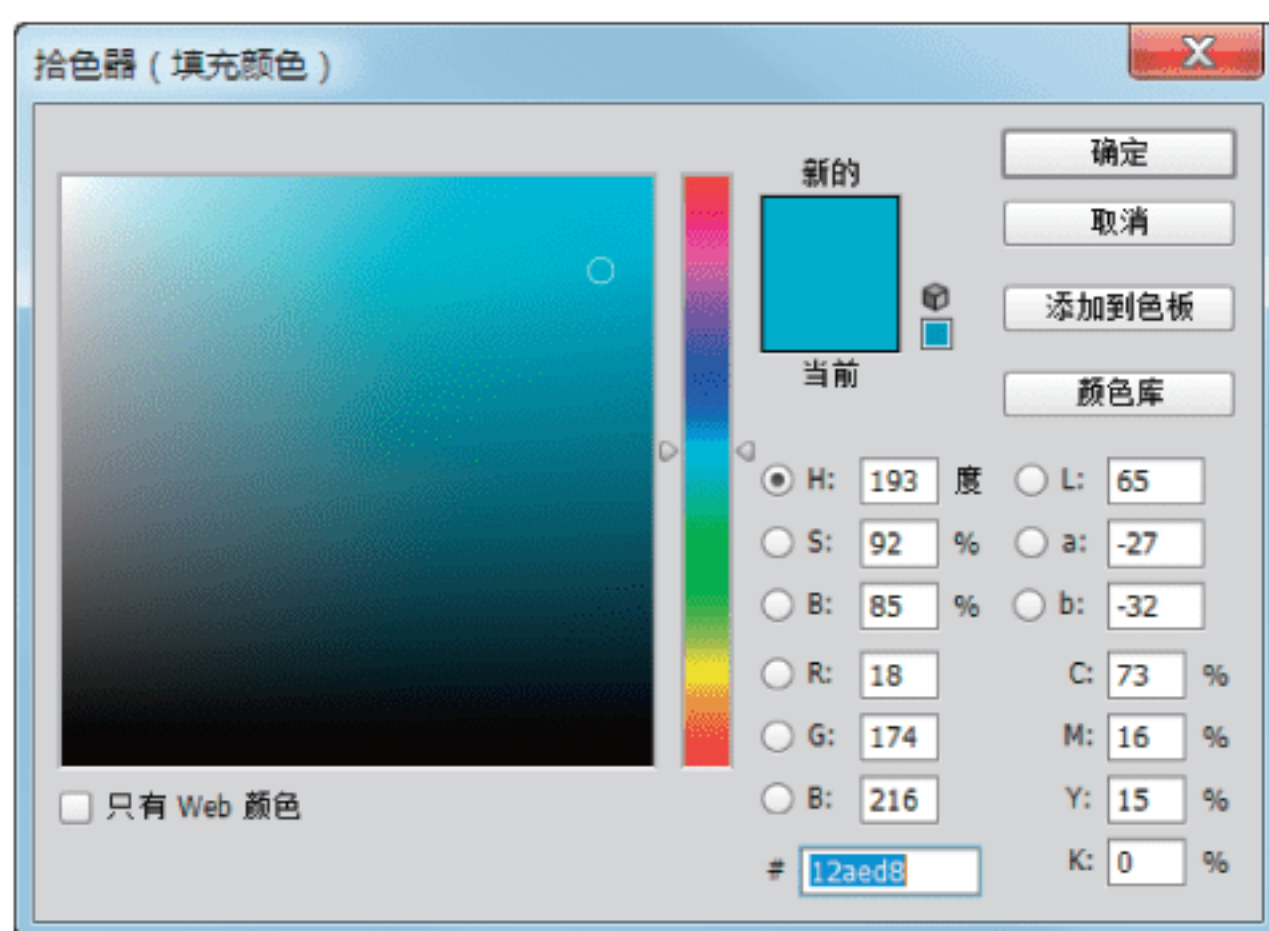 拾色器（填充颜色）
新的
当前
确定
取消
添加到色板
颜色库
H: 193 度
S: 92 %
B: 85 %
R: 18
G: 174
B: 216
# 12aed8
L: 65
a: -27
b: -32
C: 73 %
M: 16 %
Y: 15 %
K: 0 %
只有 Web 颜色